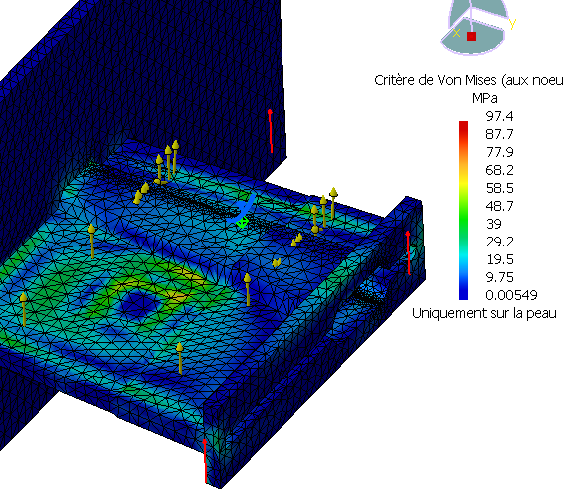 y
x
Critère de Von Mises (aux noeu
MPa
97.4
87.7
77.9
68.2
58.5
48.7
39
29.2
19.5
9.75
0.00549
Uniquement sur la peau